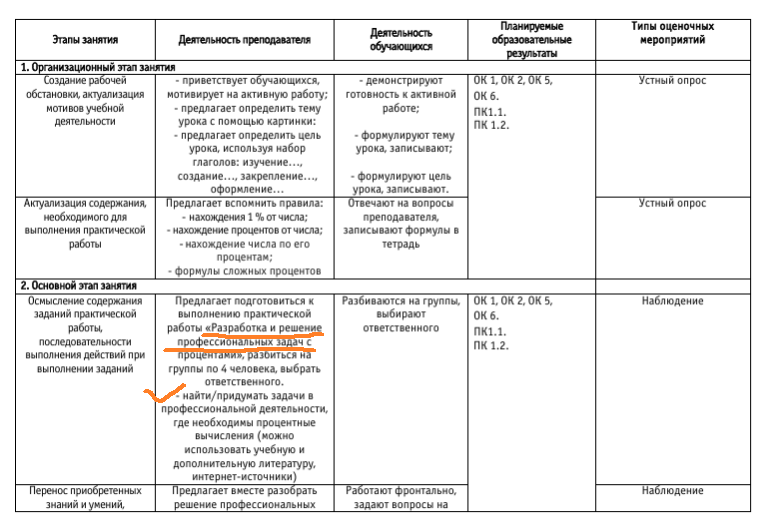 Этапы занятия
Деятельность преподавателя
Деятельность
обучающихся
Планируемые
образовательные
результаты
Типы оценочных
мероприятий
1. Организационный этап занятия
Создание рабочей
обстановки, актуализация
мотивов учебной
деятельности
- приветствует обучающихся,
мотивирует на активную работу;
- предлагает определить тему
урока с помощью картинки:
- предлагает определить цель
урока, используя набор
глаголов: изучение…,
создание…, закрепление…,
оформление…
- демонстрируют
готовность к активной
работе;
- формулируют тему
урока, записывают;
- формулируют цель
урока, записывают.
ОК 1, ОК 2, ОК 5,
ОК 6.
ПК1.1.
ПК 1.2.
Устный опрос
Актуализация содержания,
необходимого для
выполнения практической
работы
Предлагает вспомнить правила:
- нахождения 1 % от числа;
- нахождение процентов от числа;
- нахождение числа по его
процентам;
- формулы сложных процентов
Отвечают на вопросы
преподавателя,
записывают формулы в
тетрадь
Устный опрос
2. Основной этап занятия
Осмысление содержания
заданий практической
работы,
последовательности
выполнения действий при
выполнении заданий
Предлагает подготовиться к
выполнению практической
работы «Разработка и решение
профессиональных задач с
процентами», разбиться на
группы по 4 человека, выбрать
ответственного.
- найти/придумать задачи в
профессиональной деятельности,
где необходимы процентные
вычисления (можно
использовать учебную и
дополнительную литературу,
интернет-источники)
Разбиваются на группы,
выбирают
ответственного
ОК 1, ОК 2, ОК 5,
ОК 6.
ПК1.1.
ПК 1.2.
Наблюдение
Перенос приобретенных
знаний и умений,
Предлагает вместе разобрать
решение профессиональных
Работают фронтально,
задают вопросы на
Наблюдение